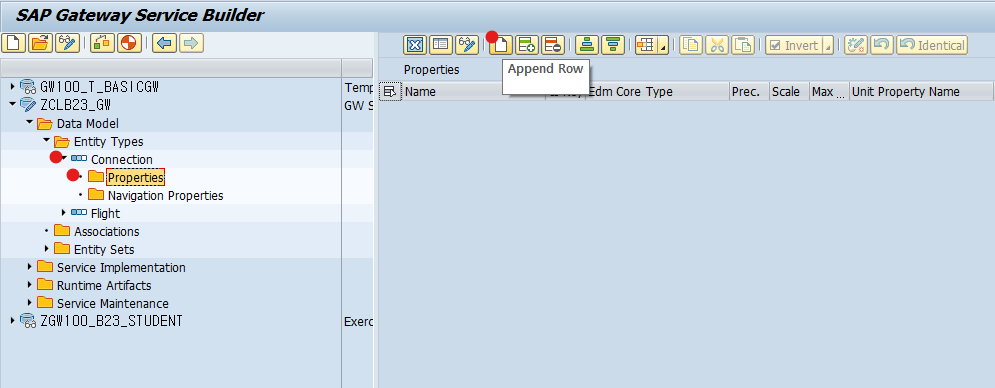 SAP Gateway Service Builder
Invert
Identical
Append Row
Properties
Name
Edm Core Type
Prec.
Scale
Max ...
Unit Property Name
GW100_T_BASICGW
Temp
ZCLB23_GW
GW S
Data Model
Entity Types
Connection
Properties
Navigation Properties
Flight
Associations
Entity Sets
Service Implementation
Runtime Artifacts
Service Maintenance
ZGW100_B23_STUDENT
Exerc